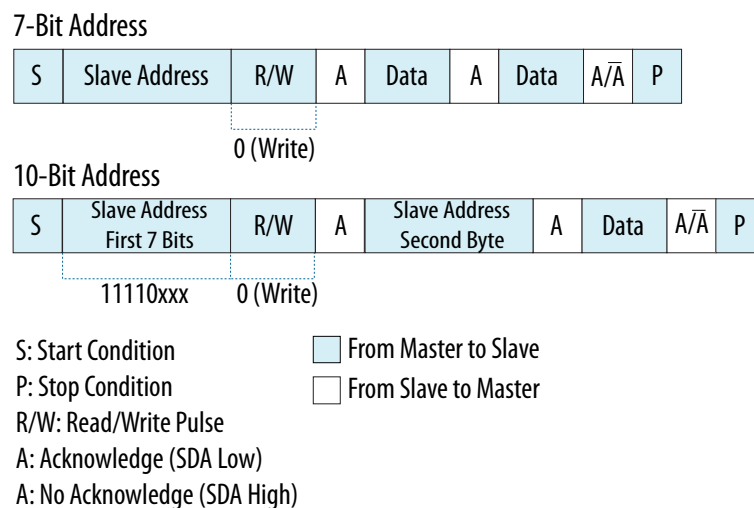 7-Bit Address
S Slave Address R/W A Data A Data A/A̅ P
0 (Write)
10-Bit Address
S Slave Address First 7 Bits R/W A Slave Address Second Byte A Data A/A̅ P
11110xxx 0 (Write)
S: Start Condition
From Master to Slave
P: Stop Condition
From Slave to Master
R/W: Read/Write Pulse
A: Acknowledge (SDA Low)
A: No Acknowledge (SDA High)